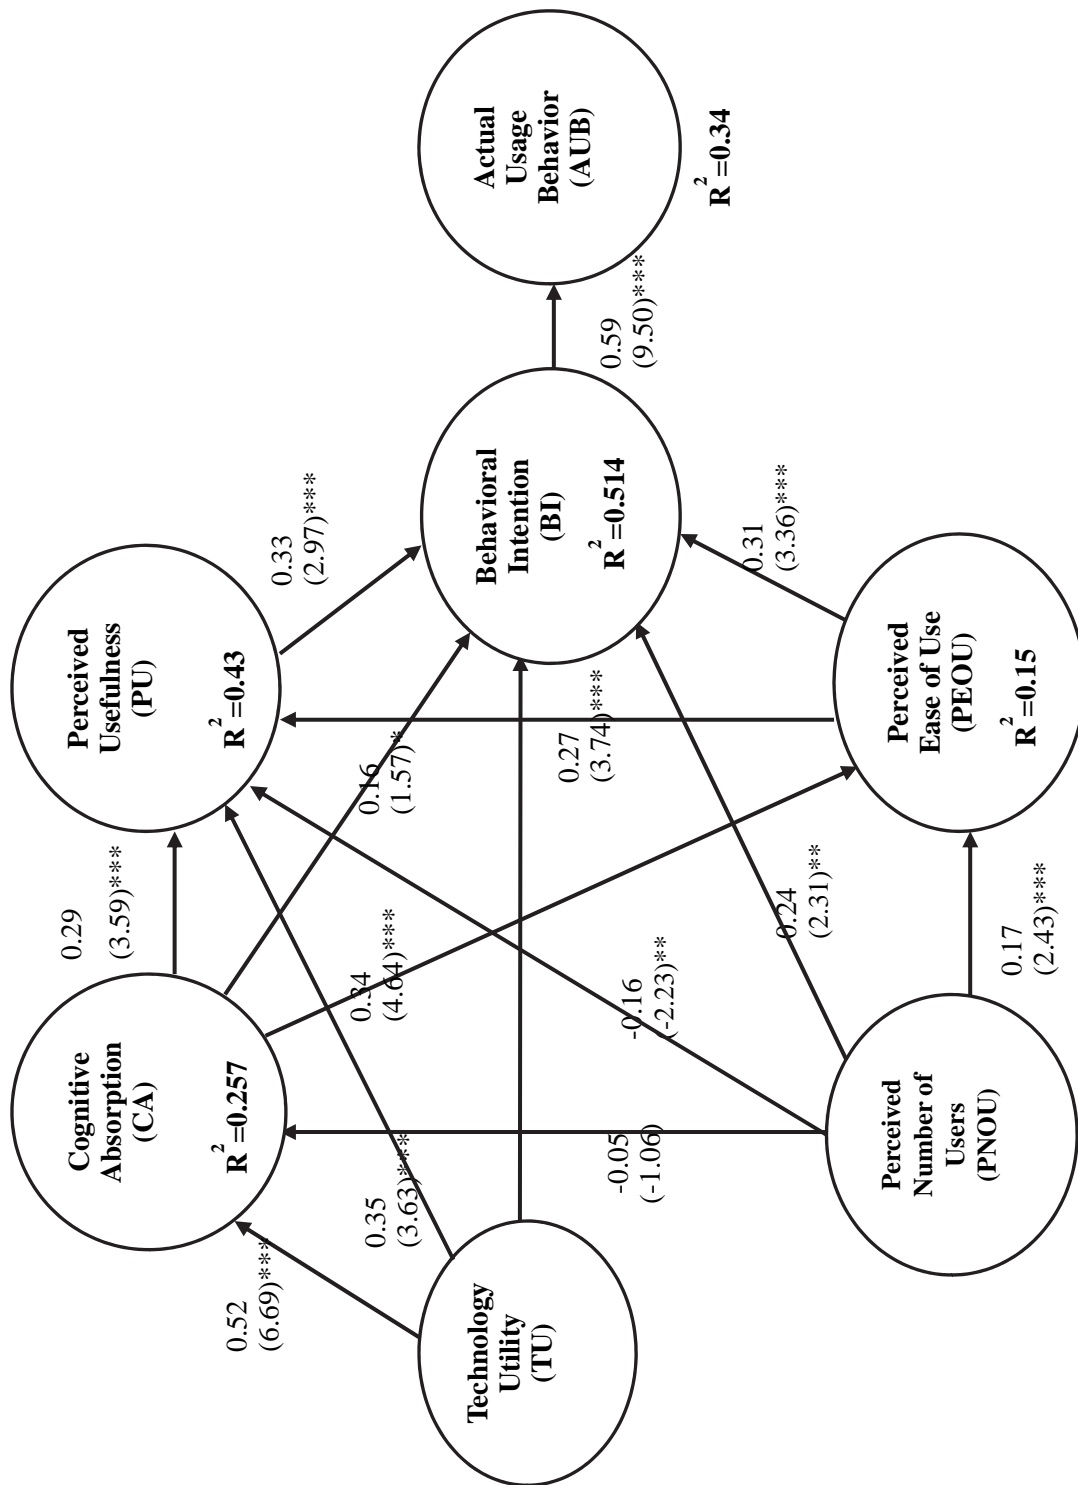 Cognitive
Absorption
(CA)
R² =0.257
0.29
(3.59)***
Perceived
Usefulness
(PU)
R² =0.43
0.33
(2.97)***
0.52
(6.69)***
0.35
(3.63)***
0.34
(4.64)***
0.16
(1.57)*
Technology
Utility
(TU)
Behavioral
Intention
(BI)
R² =0.514
0.59
(9.50)***
Actual
Usage
Behavior
(AUB)
R² =0.34
-0.05
(-1.06)
-0.16
(-2.23)**
0.27
(3.74)***
0.24
(2.31)**
0.31
(3.36)***
Perceived
Number of
Users
(PNOU)
0.17
(2.43)***
Perceived
Ease of Use
(PEOU)
R² =0.15